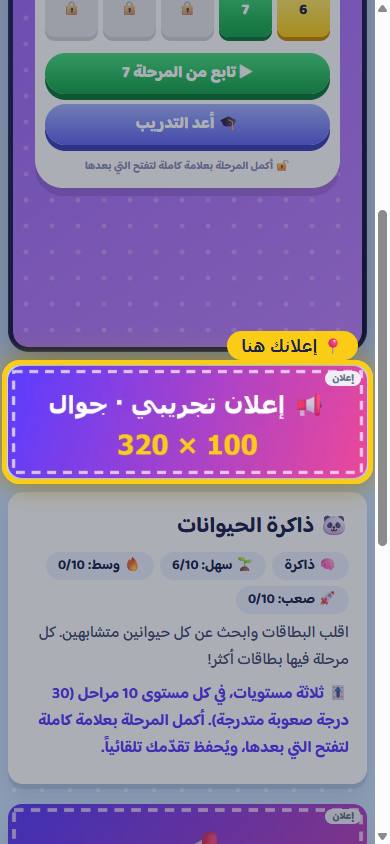 6
7
▶ تابع من المرحلة 7
🎓 أعد التدريب
🔓 أكمل المرحلة بعلامة كاملة لتفتح التي بعدها
📍 إعلانك هنا
إعلان
📢 إعلان تجريبي · جوال
320 × 100
🐼 ذاكرة الحيوانات
🧠 ذاكرة
🌱 سهل: 6/10
🔥 وسط: 0/10
🚀 صعب: 0/10
اقلب البطاقات وابحث عن كل حيوانين متشابهين. كل
مرحلة فيها بطاقات أكثر!
🃏 ثلاثة مستويات، في كل مستوى 10 مراحل (30
درجة صعوبة متدرجة). أكمل المرحلة بعلامة كاملة
لتفتح التي بعدها، ويُحفظ تقدّمك تلقائياً.
إعلان